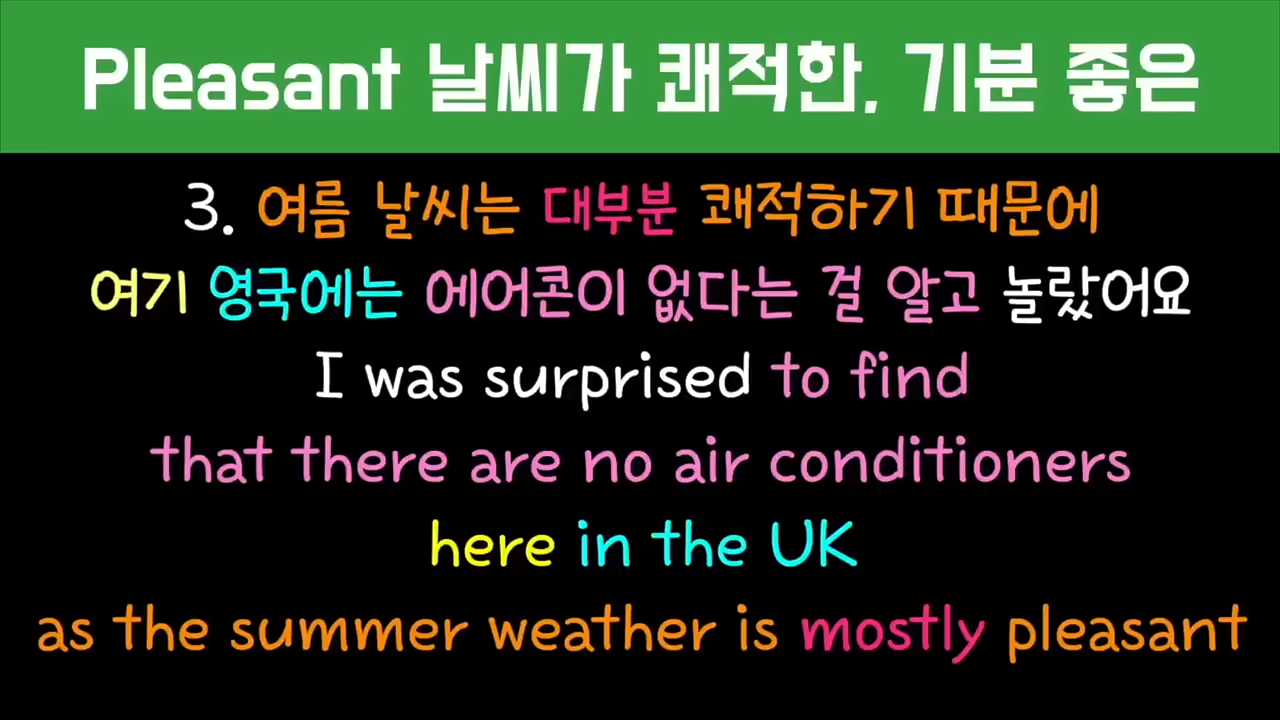 Pleasant 날씨가 쾌적한, 기분 좋은
3. 여름 날씨는 대부분 쾌적하기 때문에
여기 영국에는 에어콘이 없다는 걸 알고 놀랐어요
I was surprised to find
that there are no air conditioners
here in the UK
as the summer weather is mostly pleasant